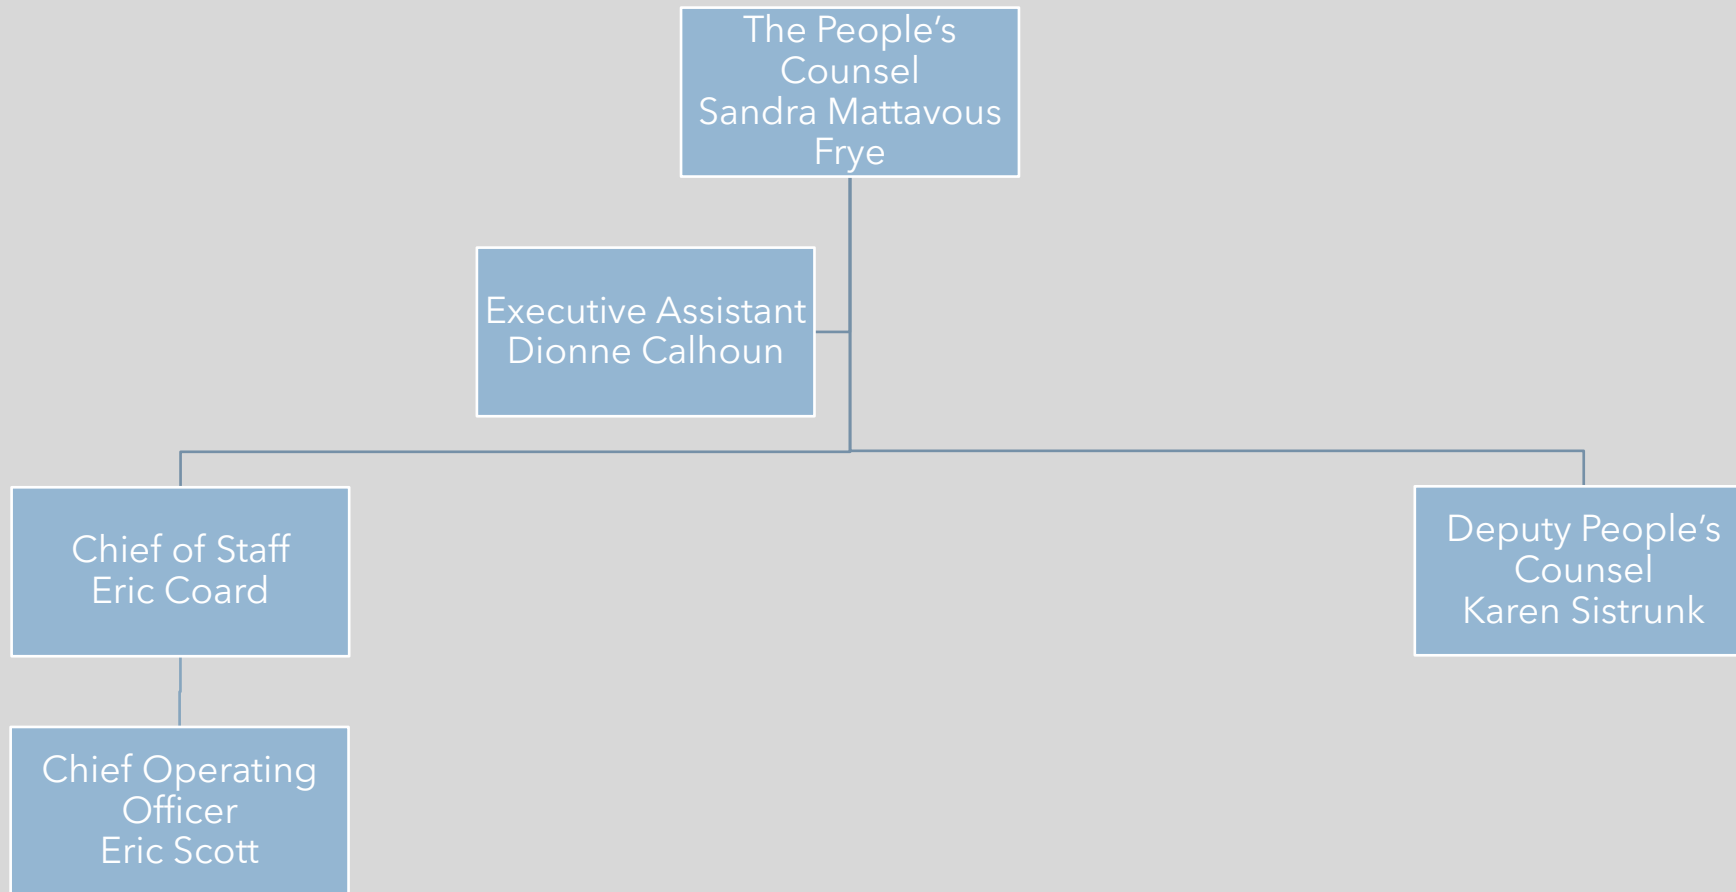 The People’s
Counsel
Sandra Mattavous
Frye
Executive Assistant
Dionne Calhoun
Chief of Staff
Eric Coard
Deputy People’s
Counsel
Karen Sistrunk
Chief Operating
Officer
Eric Scott